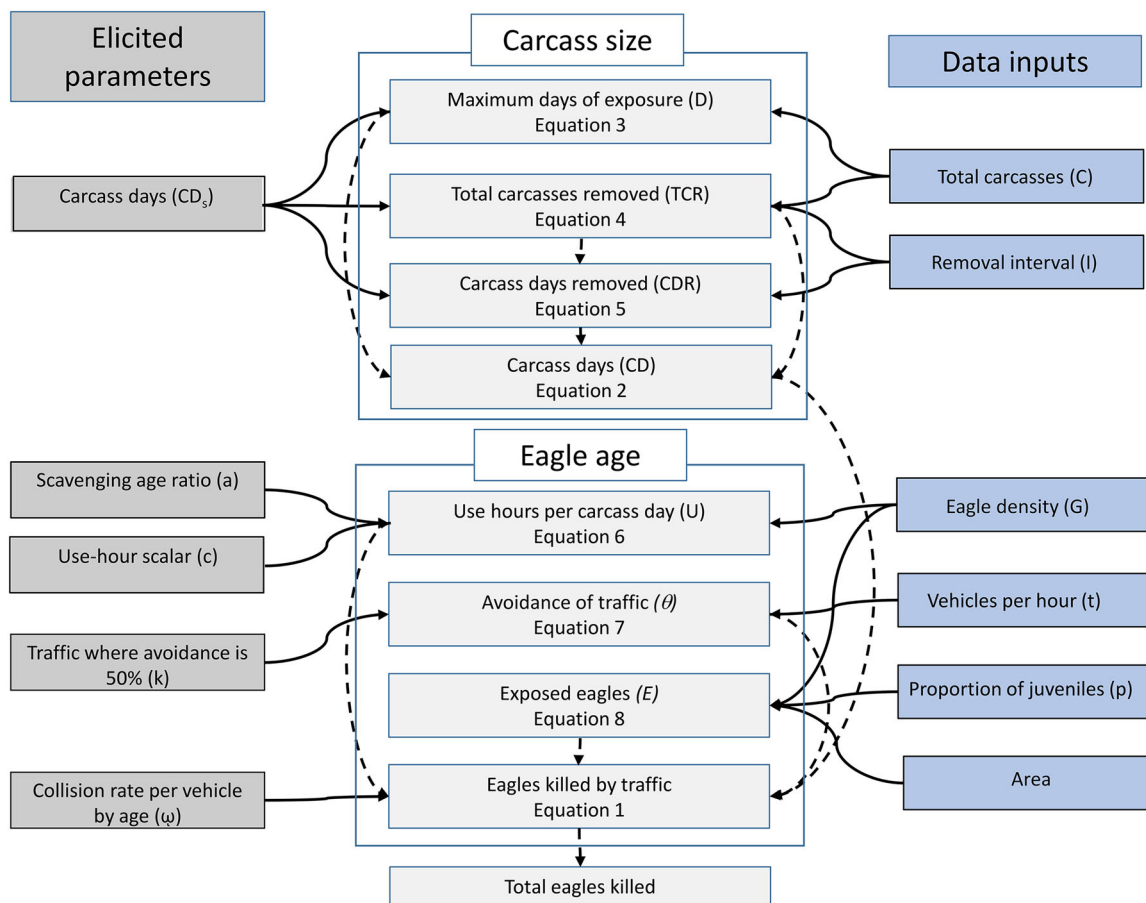 Elicited
parameters
Carcass size
Data inputs
Maximum days of exposure (D)
Equation 3
Carcass days (CDₛ)
Total carcasses removed (TCR)
Equation 4
Total carcasses (C)
Carcass days removed (CDR)
Equation 5
Removal interval (I)
Carcass days (CD)
Equation 2
Eagle age
Scavenging age ratio (a)
Use-hour scalar (c)
Use hours per carcass day (U)
Equation 6
Eagle density (G)
Avoidance of traffic (θ)
Equation 7
Vehicles per hour (t)
Traffic where avoidance is
50% (k)
Exposed eagles (E)
Equation 8
Proportion of juveniles (p)
Collision rate per vehicle
by age (ψ)
Eagles killed by traffic
Equation 1
Area
Total eagles killed